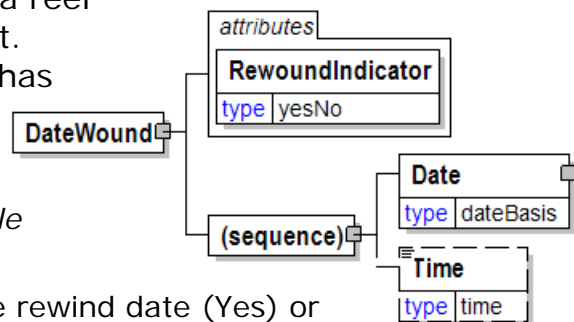 a reel
t.
has
le
e rewind date (Yes) or
attributes
RewoundIndicator
type yesNo
DateWound
(sequence)
Date
type dateBasis
Time
type time